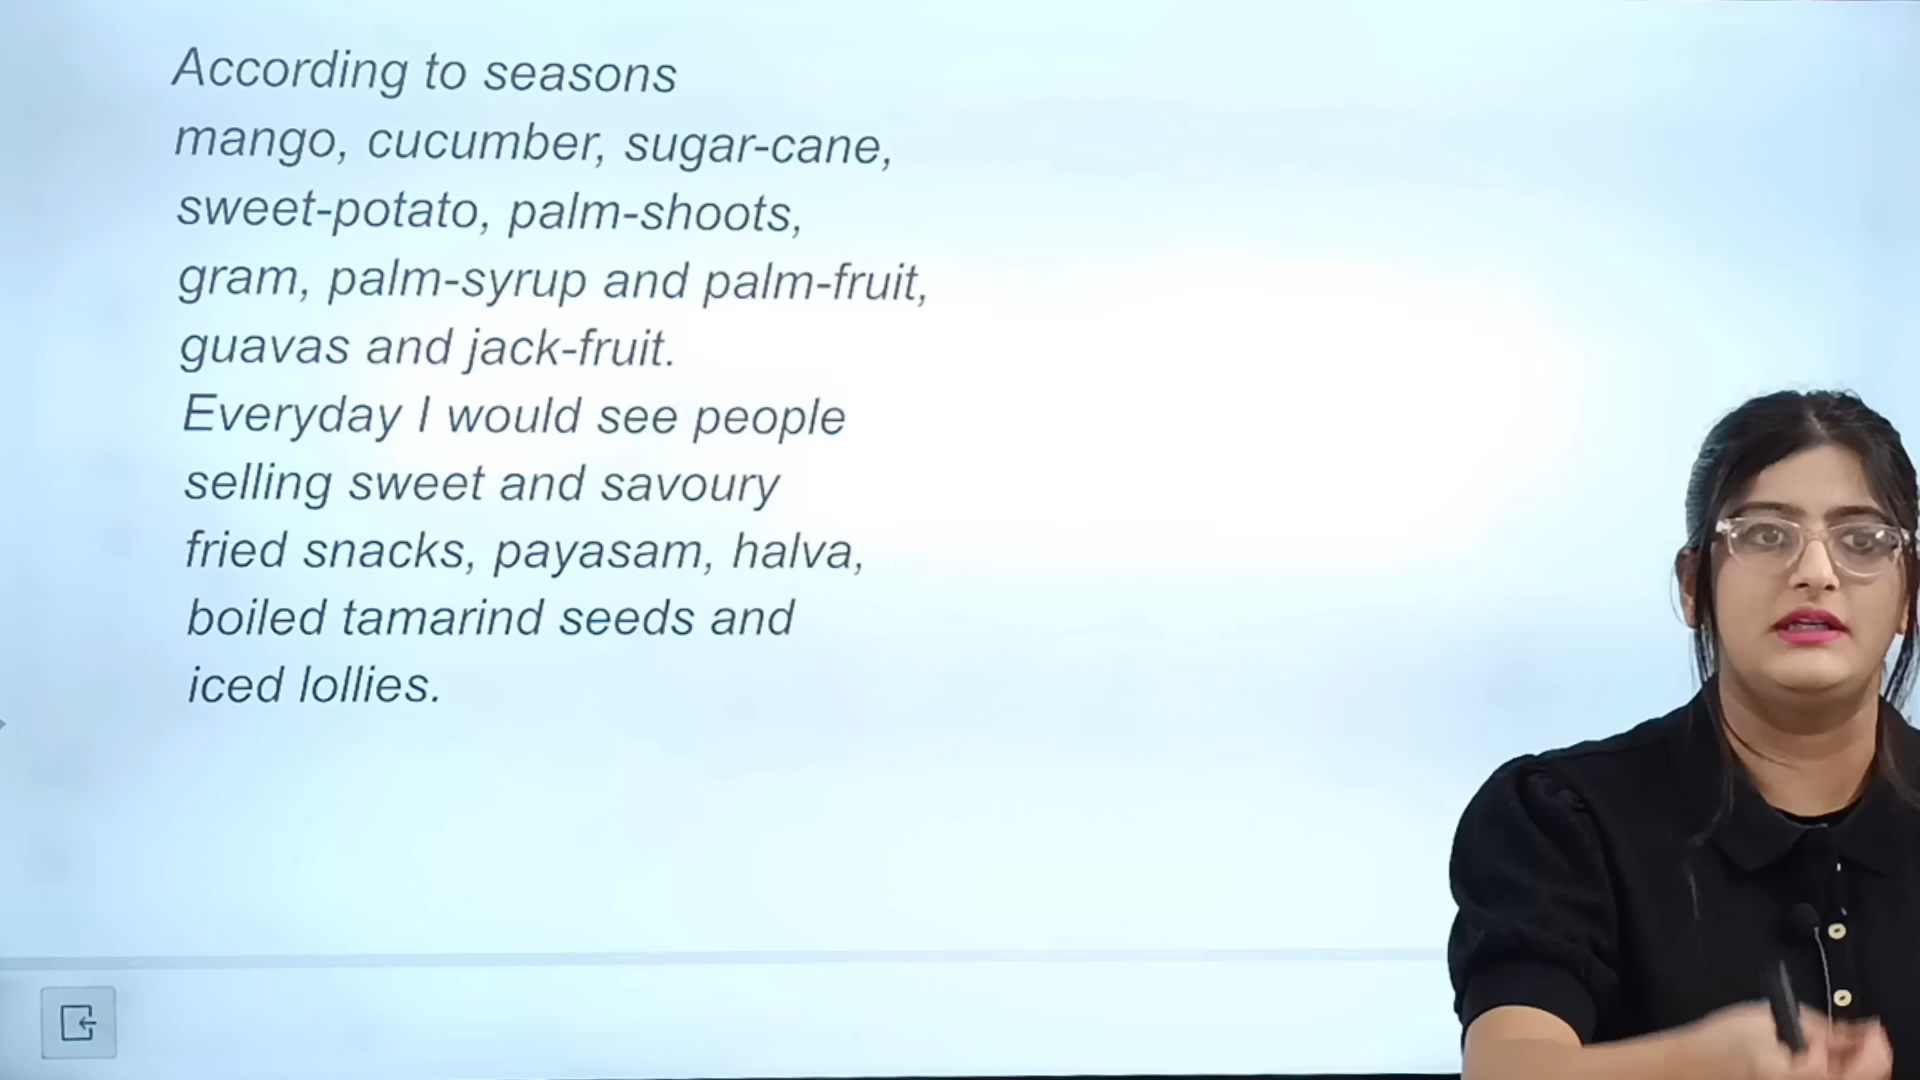 According to seasons
mango, cucumber, sugar-cane,
sweet-potato, palm-shoots,
gram, palm-syrup and palm-fruit,
guavas and jack-fruit.
Everyday I would see people
selling sweet and savoury
fried snacks, payasam, halva,
boiled tamarind seeds and
iced lollies.